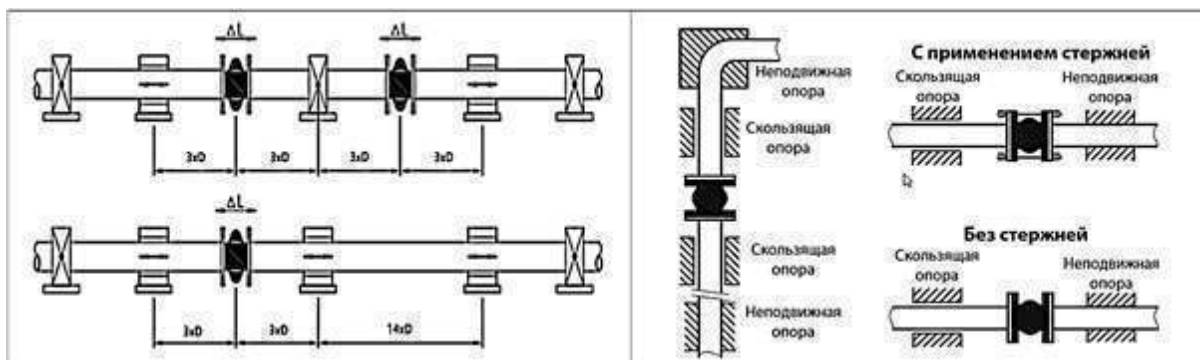 ΔL
ΔL
3xD
3xD
3xD
3xD
ΔL
3xD
3xD
14xD
Неподвижная
опора
Скользящая
опора
Скользящая
опора
Неподвижная
опора
С применением стержней
Скользящая
опора
Неподвижная
опора
Без стержней
Скользящая
опора
Неподвижная
опора